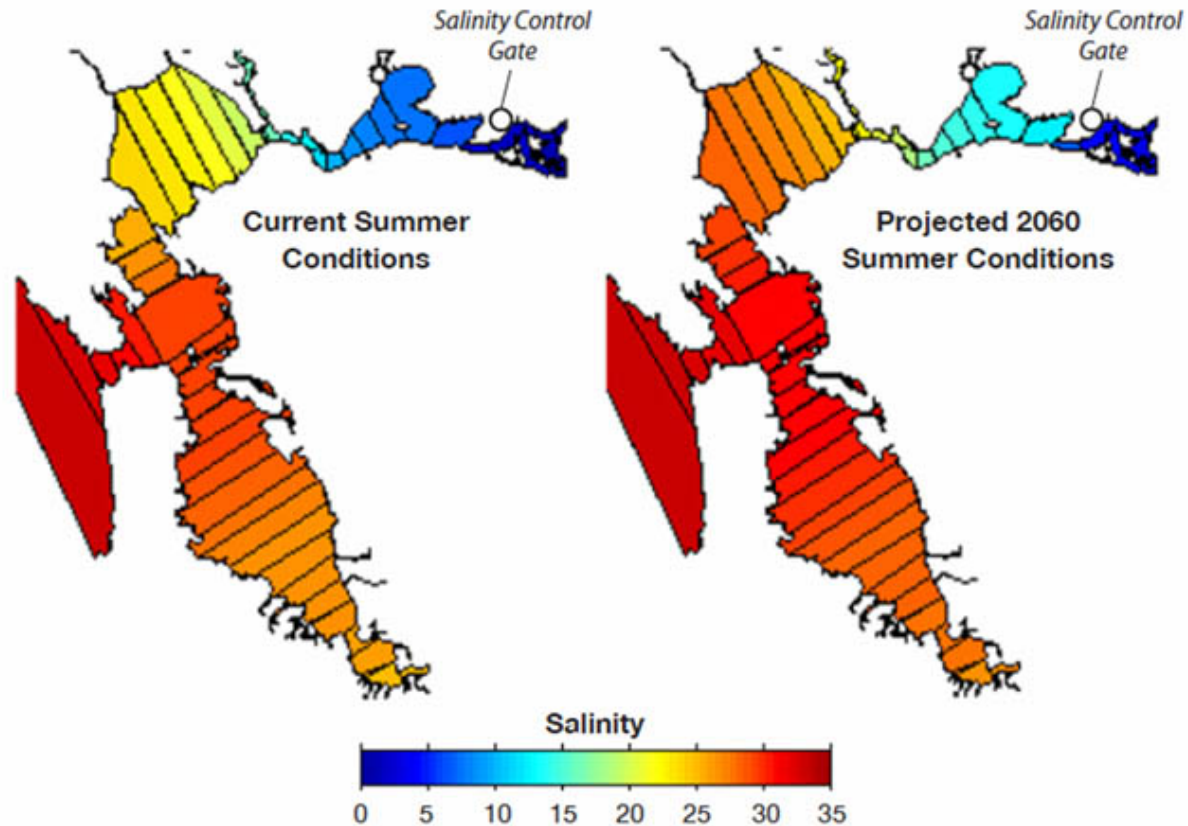 Salinity Control
Gate
Salinity Control
Gate
Current Summer
Conditions
Projected 2060
Summer Conditions
Salinity
0 5 10 15 20 25 30 35